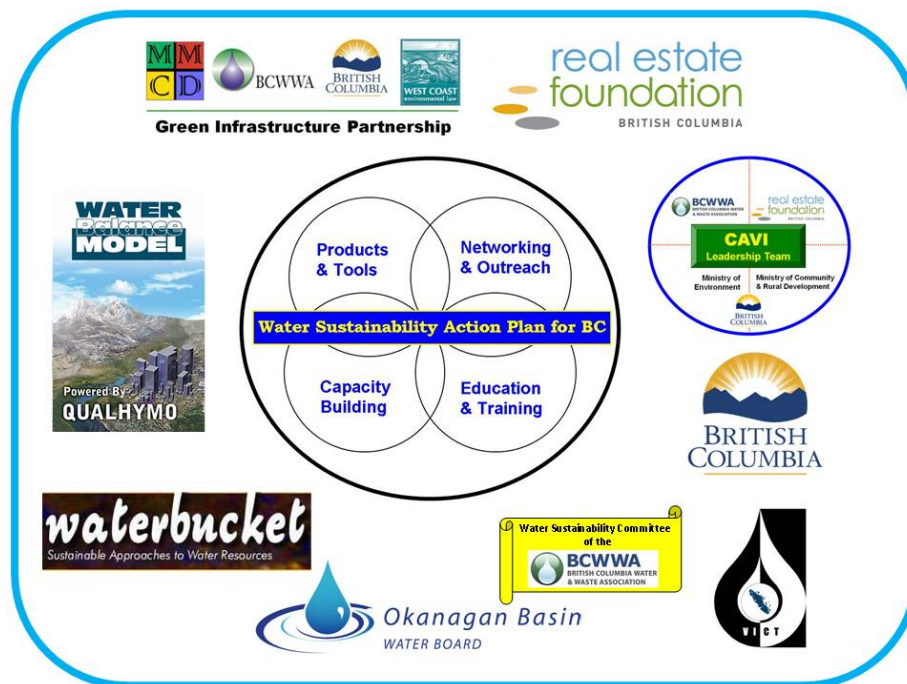 M M
C D
BCWWA
BRITISH
COLUMBIA
WEST COAST
environmental law
Green Infrastructure Partnership
real estate
foundation
BRITISH COLUMBIA
WATER
Balance
MODEL
Powered By
QUALHYMO
Products
& Tools
Networking
& Outreach
Water Sustainability Action Plan for BC
Capacity
Building
Education
& Training
BCWWA
BRITISH COLUMBIA WATER
& WASTE ASSOCIATION
real estate
foundation
BRITISH COLUMBIA
CAVI
Leadership Team
Ministry of
Environment
Ministry of Community
& Rural Development
BRITISH
COLUMBIA
BRITISH
COLUMBIA
waterbucket
Sustainable Approaches to Water Resources
Water Sustainability Committee
of the
BCWWA
BRITISH COLUMBIA WATER
& WASTE ASSOCIATION
Okanagan Basin
WATER BOARD
VICT